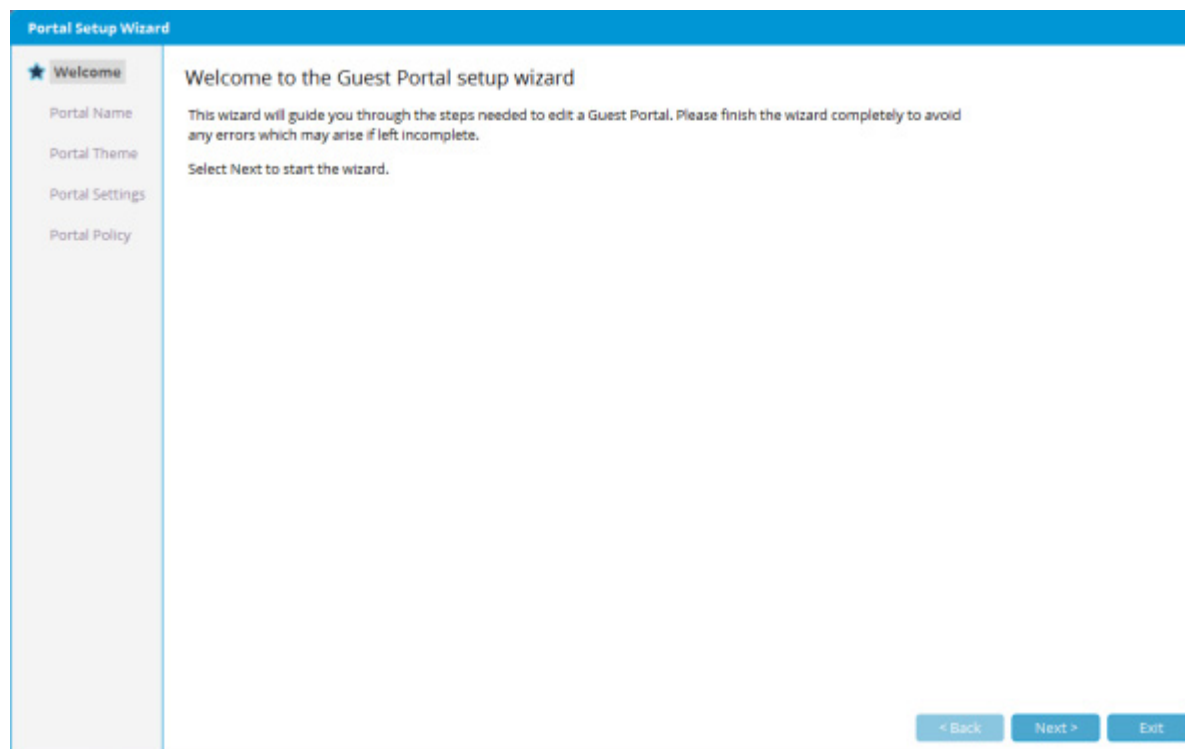 Portal Setup Wizard
Welcome
Portal Name
Portal Theme
Portal Settings
Portal Policy
Welcome to the Guest Portal setup wizard
This wizard will guide you through the steps needed to edit a Guest Portal. Please finish the wizard completely to avoid
any errors which may arise if left incomplete.
Select Next to start the wizard.
< Back
Next >
Exit